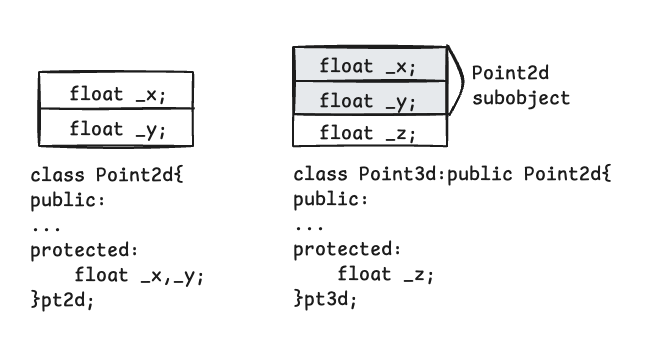 float _x;
float _y;
class Point2d{
public:
...
protected:
    float _x,_y;
}pt2d;
float _x;
float _y;
float _z;
Point2d
subobject
class Point3d:public Point2d{
public:
...
protected:
    float _z;
}pt3d;